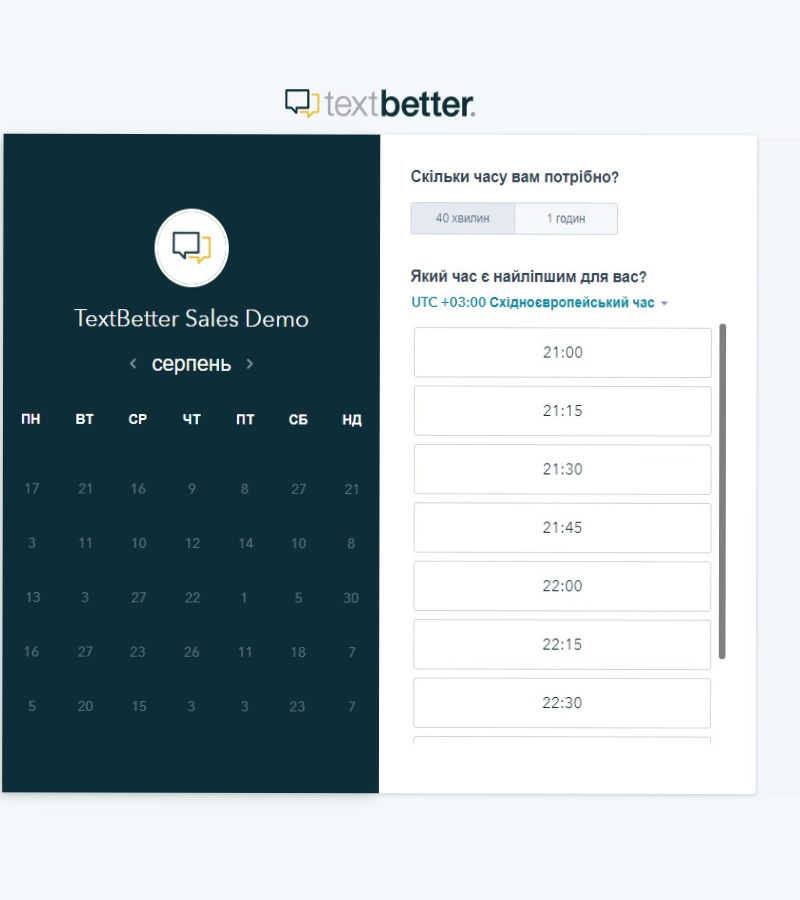 textbetter.
TextBetter Sales Demo
серпень
ПН ВТ СР ЧТ ПТ СБ НД
17 21 16 9 8 27 21
3 11 10 12 14 10 8
13 3 27 22 1 5 30
16 27 23 26 11 18 7
5 20 15 3 3 23 7
Скільки часу вам потрібно?
40 хвилин 1 годин
Який час є найліпшим для вас?
UTC +03:00 Східноєвропейський час
21:00
21:15
21:30
21:45
22:00
22:15
22:30